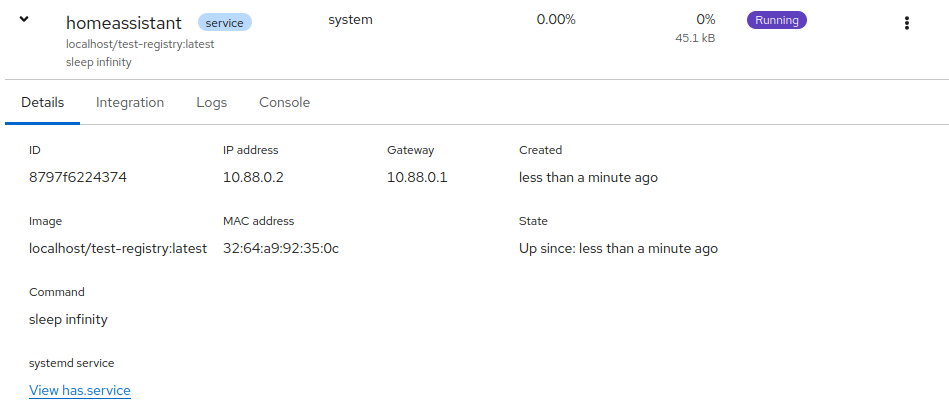 homeassistant service system 0.00% 0% Running
localhost/test-registry:latest 45.1 kB
sleep infinity
Details Integration Logs Console
ID IP address Gateway Created
8797f6224374 10.88.0.2 10.88.0.1 less than a minute ago
Image MAC address State
localhost/test-registry:latest 32:64:a9:92:35:0c Up since: less than a minute ago
Command
sleep infinity
systemd service
View has.service